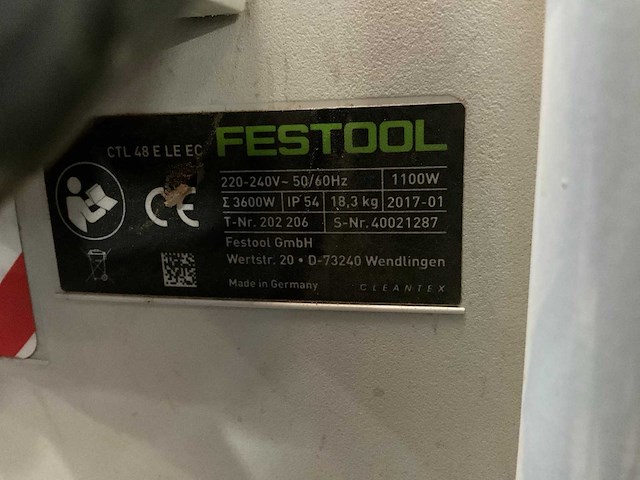 CTL 48 E LE EC FESTOOL
220-240V~ 50/60Hz 1100W
Σ 3600W IP 54 18,3 kg 2017-01
T-Nr. 202 206 S-Nr. 40021287
Festool GmbH
Wertstr. 20 • D-73240 Wendlingen
Made in Germany CLEANTEX
CE